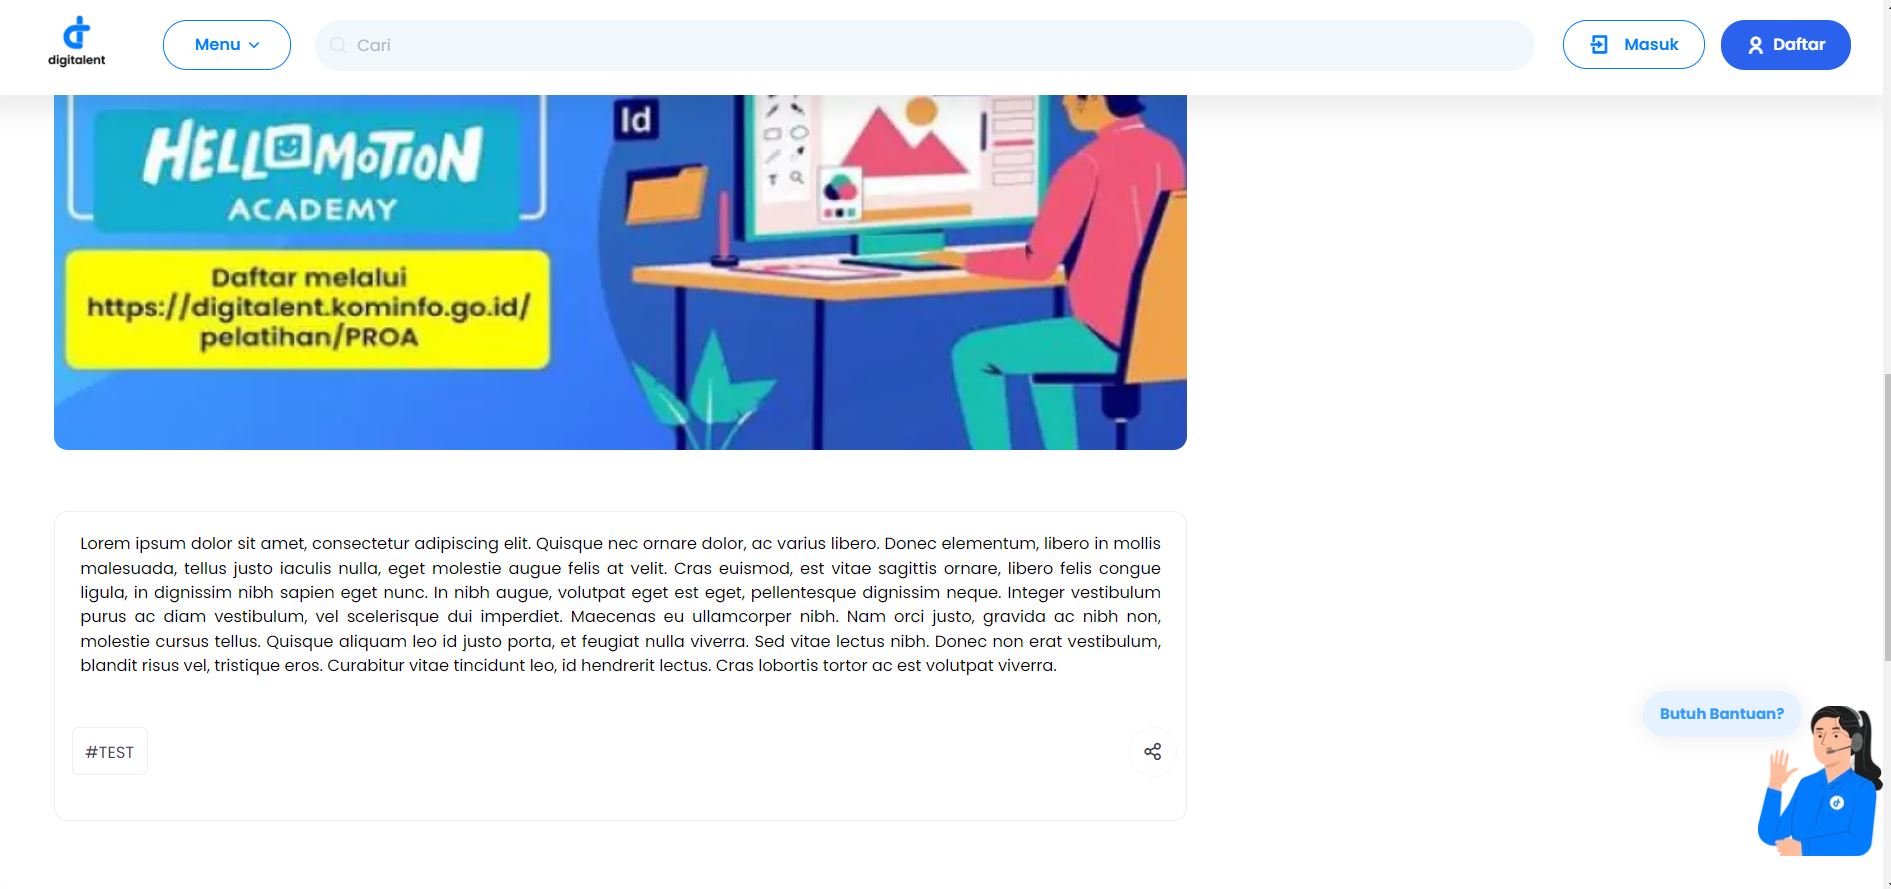 digitalent
Menu
Cari
Masuk
Daftar
Id
HELLOMOTION
ACADEMY
T
Daftar melalui
https://digitalent.kominfo.go.id/
pelatihan/PROA
Lorem ipsum dolor sit amet, consectetur adipiscing elit. Quisque nec ornare dolor, ac varius libero. Donec elementum, libero in mollis
malesuada, tellus justo iaculis nulla, eget molestie augue felis at velit. Cras euismod, est vitae sagittis ornare, libero felis congue
ligula, in dignissim nibh sapien eget nunc. In nibh augue, volutpat eget est eget, pellentesque dignissim neque. Integer vestibulum
purus ac diam vestibulum, vel scelerisque dui imperdiet. Maecenas eu ullamcorper nibh. Nam orci justo, gravida ac nibh non,
molestie cursus tellus. Quisque aliquam leo id justo porta, et feugiat nulla viverra. Sed vitae lectus nibh. Donec non erat vestibulum,
blandit risus vel, tristique eros. Curabitur vitae tincidunt leo, id hendrerit lectus. Cras lobortis tortor ac est volutpat viverra.
#TEST
Butuh Bantuan?